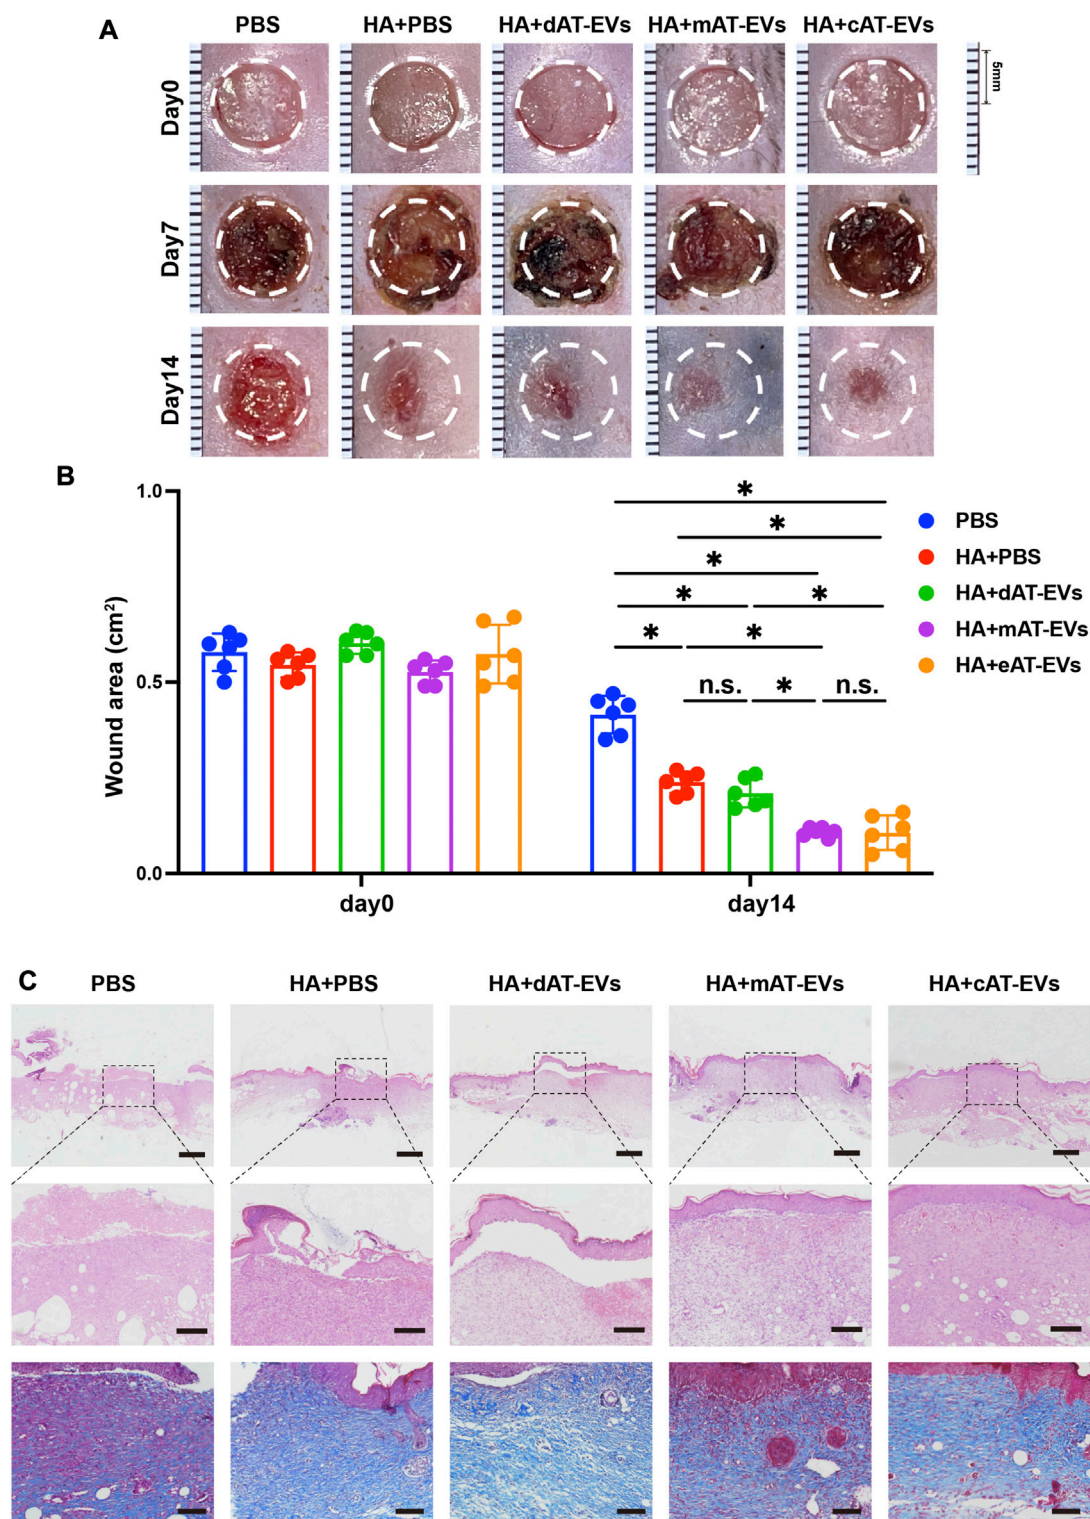 A
PBS HA+PBS HA+dAT-EVs HA+mAT-EVs HA+cAT-EVs
Day0
5mm
Day7
Day14
B
Wound area (cm²)
1.0
0.5
0.0
day0 day14
* 
*
*
* *
* *
n.s. * n.s.
PBS
HA+PBS
HA+dAT-EVs
HA+mAT-EVs
HA+eAT-EVs
C
PBS HA+PBS HA+dAT-EVs HA+mAT-EVs HA+cAT-EVs